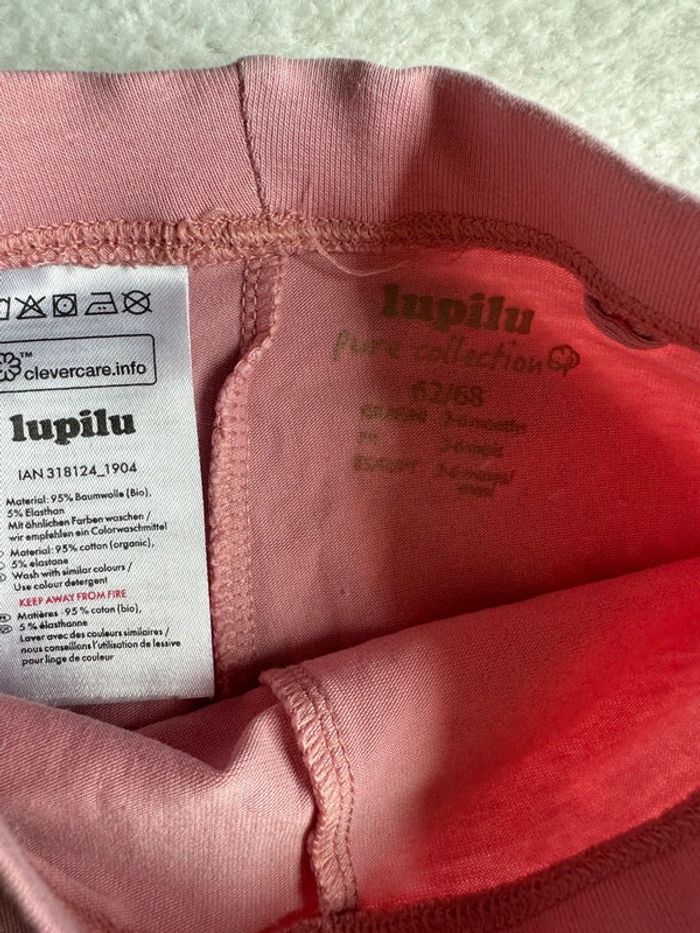 clevercare.info
lupilu
IAN 318124_1904
Material: 95% Baumwolle (Bio),
5% Elasthan
Mit ähnlichen Farben waschen /
wir empfehlen ein Colorwaschmittel
Material: 95% cotton (organic),
5% elastane
Wash with similar colours /
Use colour detergent
KEEP AWAY FROM FIRE
Matières: 95% coton (bio),
5% élasthanne
Laver avec des couleurs similaires /
nous conseillons l'utilisation de lessive
pour linge de couleur
lupilu
pure collection
62/68